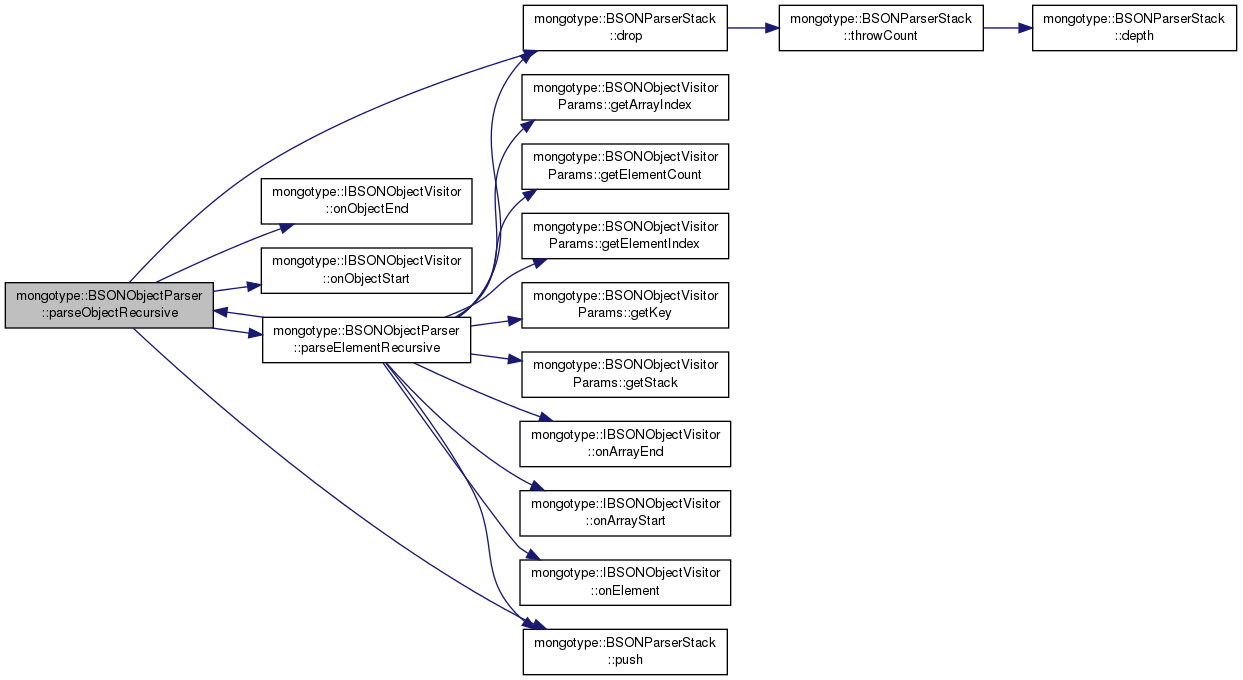 mongotype::BSONObjectParser
::parseObjectRecursive
mongotype::IBSONObjectVisitor
::onObjectEnd
mongotype::IBSONObjectVisitor
::onObjectStart
mongotype::BSONObjectParser
::parseElementRecursive
mongotype::BSONParserStack
::drop
mongotype::BSONObjectVisitor
Params::getArrayIndex
mongotype::BSONObjectVisitor
Params::getElementCount
mongotype::BSONObjectVisitor
Params::getElementIndex
mongotype::BSONObjectVisitor
Params::getKey
mongotype::BSONObjectVisitor
Params::getStack
mongotype::IBSONObjectVisitor
::onArrayEnd
mongotype::IBSONObjectVisitor
::onArrayStart
mongotype::IBSONObjectVisitor
::onElement
mongotype::BSONParserStack
::push
mongotype::BSONParserStack
::throwCount
mongotype::BSONParserStack
::depth